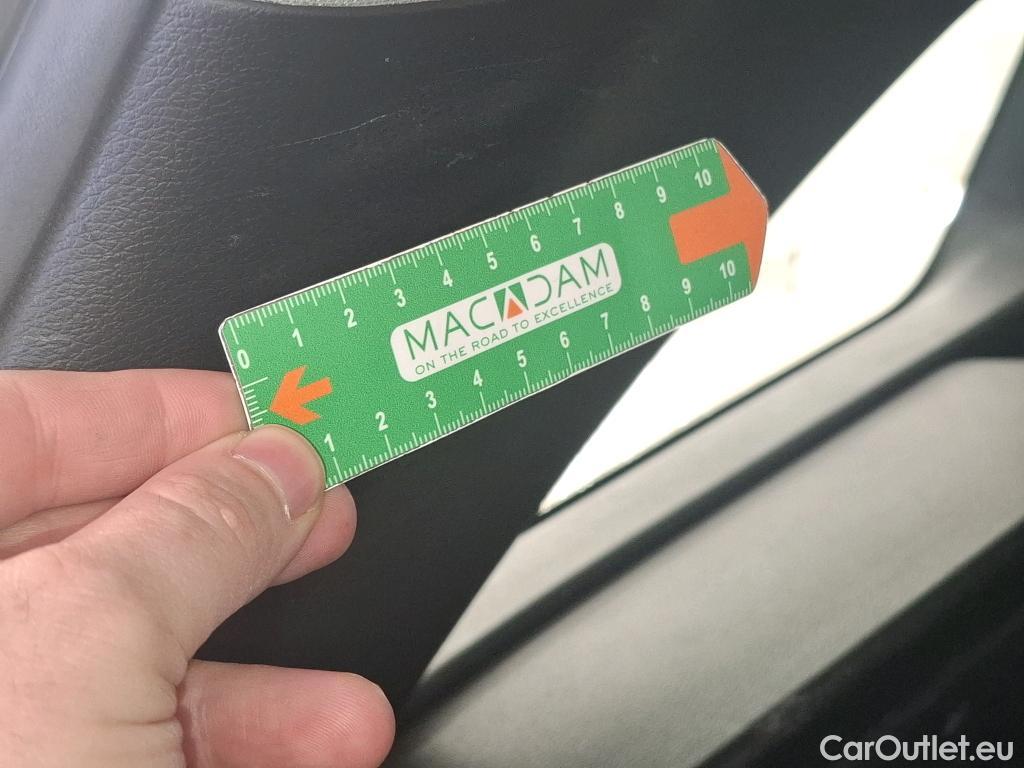 0 1 2 3 4 5 6 7 8 9 10
MACADAM
ON THE ROAD TO EXCELLENCE
1 2 3 4 5 6 7 8 9 10
CarOutlet.eu